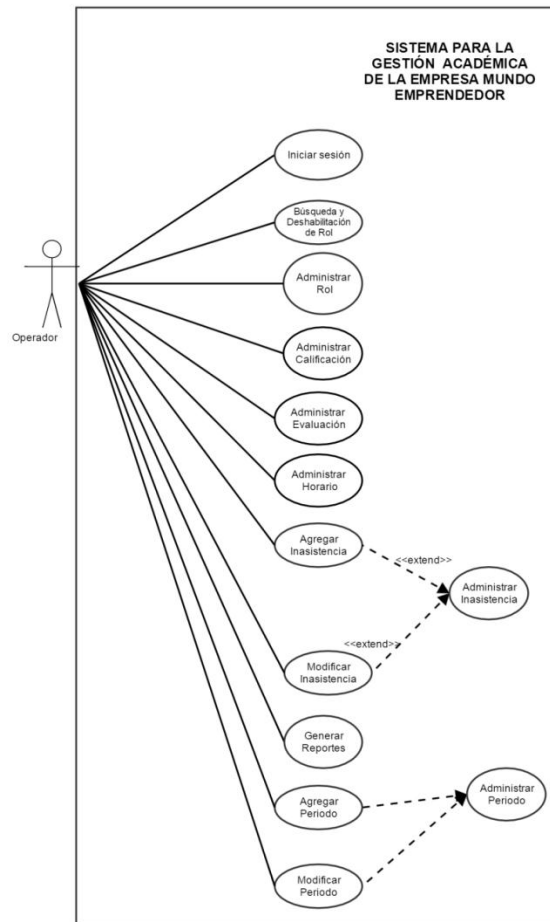 SISTEMA PARA LA
GESTIÓN ACADÉMICA
DE LA EMPRESA MUNDO
EMPRENDEDOR
Iniciar sesión
Búsqueda y
Deshabilitación
de Rol
Administrar
Rol
Operador
Administrar
Calificación
Administrar
Evaluación
Administrar
Horario
Agregar
Inasistencia
<<extend>>
Administrar
Inasistencia
<<extend>>
Modificar
Inasistencia
Generar
Reportes
Agregar
Periodo
Administrar
Periodo
Modificar
Periodo